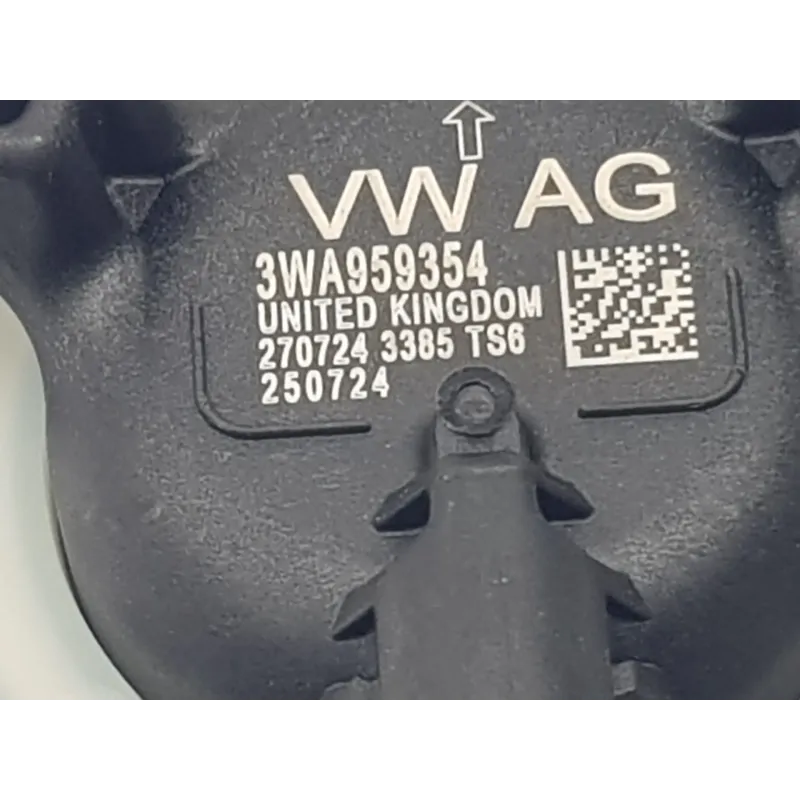 VW AG
3WA959354
UNITED KINGDOM
270724 3385 TS6
250724